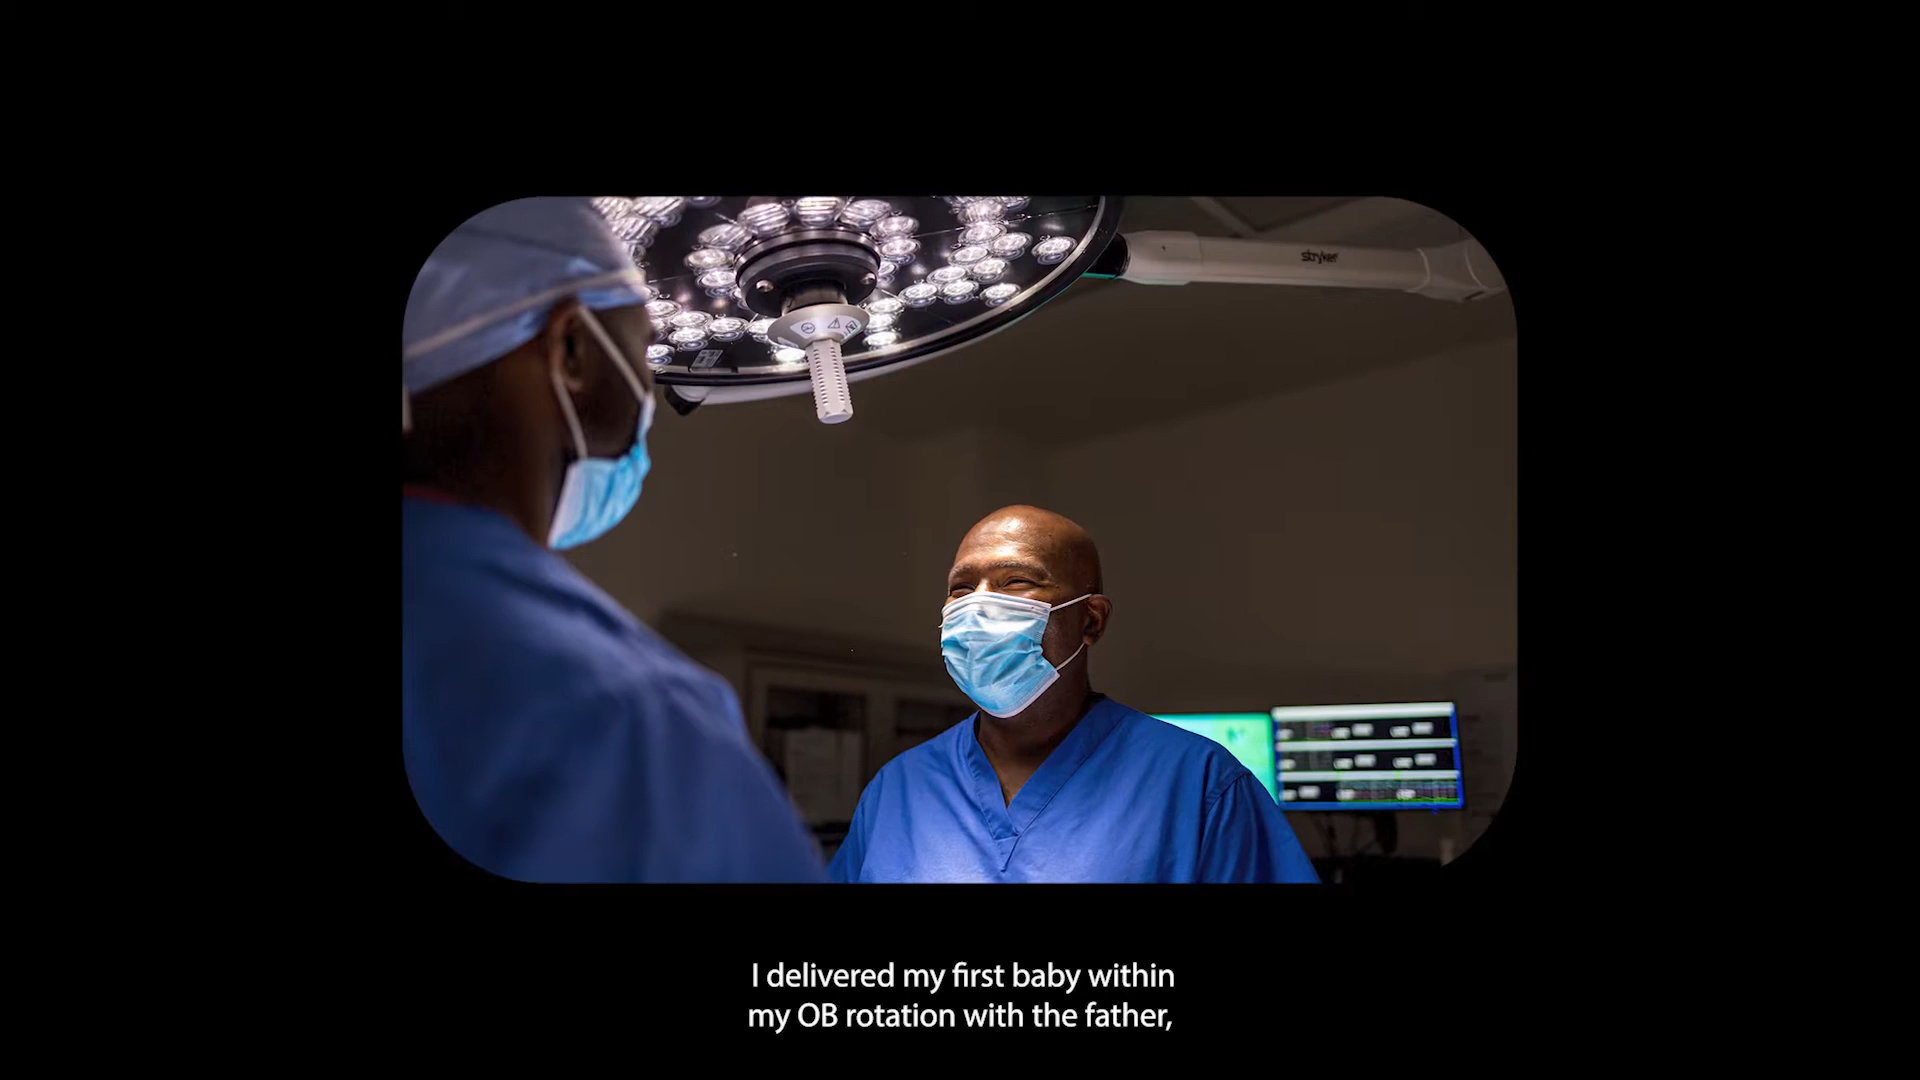 stryker
I delivered my first baby within
my OB rotation with the father,